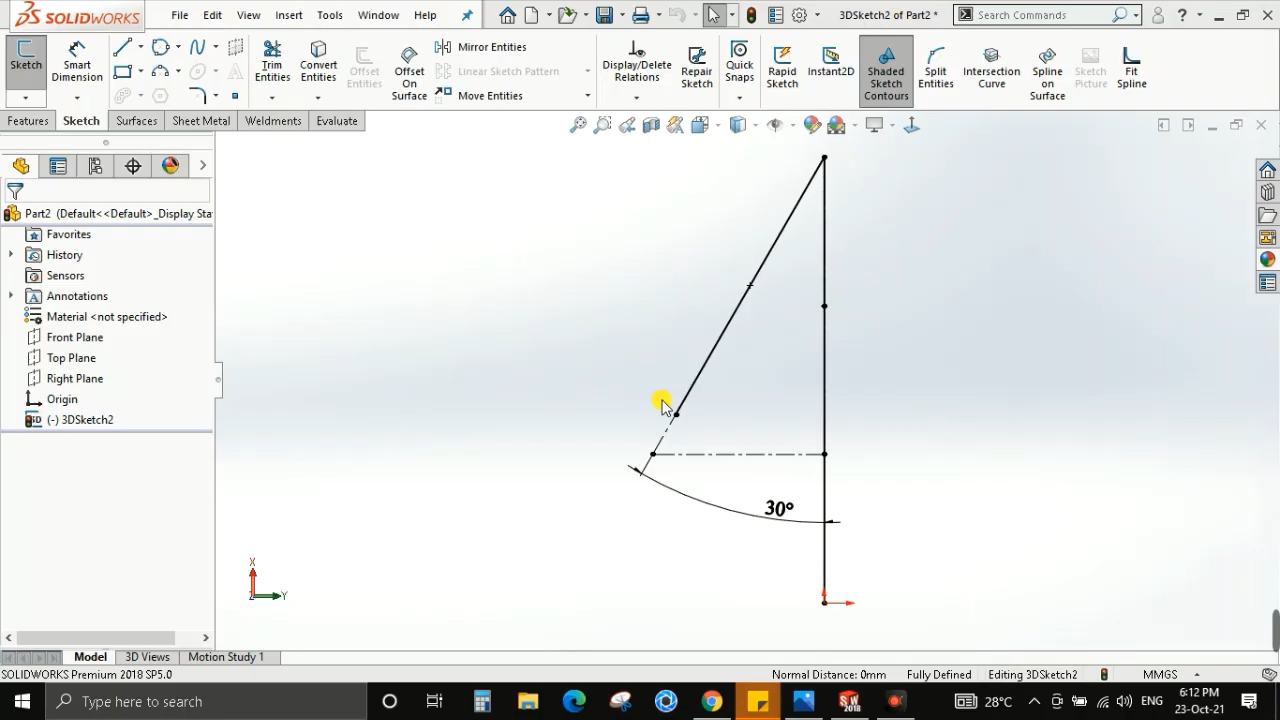 SOLIDWORKS
File Edit View Insert Tools Window Help
3DSketch2 of Part2 *
Search Commands
?
Sketch
Smart Dimension
Trim Entities
Convert Entities
Offset Entities
Offset On Surface
Mirror Entities
Linear Sketch Pattern
Move Entities
Display/Delete Relations
Repair Sketch
Quick Snaps
Rapid Sketch
Instant2D
Shaded Sketch Contours
Split Entities
Intersection Curve
Spline on Surface
Sketch Picture
Fit Spline
Features Sketch Surfaces Sheet Metal Weldments Evaluate
Part2 (Default<<Default>_Display Sta
Favorites
History
Sensors
Annotations
Material <not specified>
Front Plane
Top Plane
Right Plane
Origin
(-) 3DSketch2
30°
X
Z
Y
Model 3D Views Motion Study 1
SOLIDWORKS Premium 2018 SP5.0
Normal Distance: 0mm Fully Defined Editing 3DSketch2 MMGS
Type here to search
SW
2018
28°C
ENG
6:12 PM
23-Oct-21